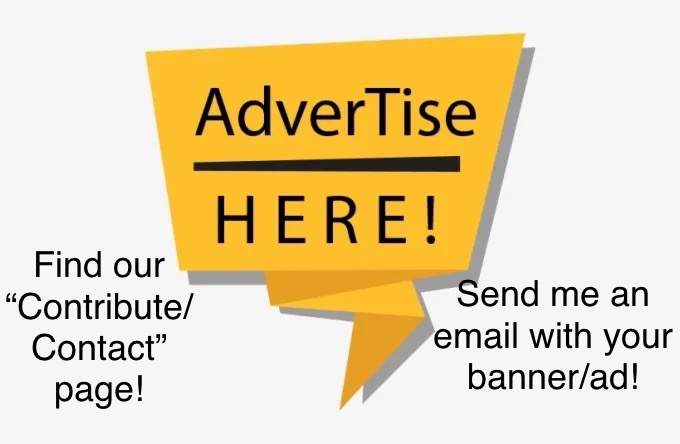 AdverTise
HERE!
Find our
“Contribute/
Contact”
page!
Send me an
email with your
banner/ad!